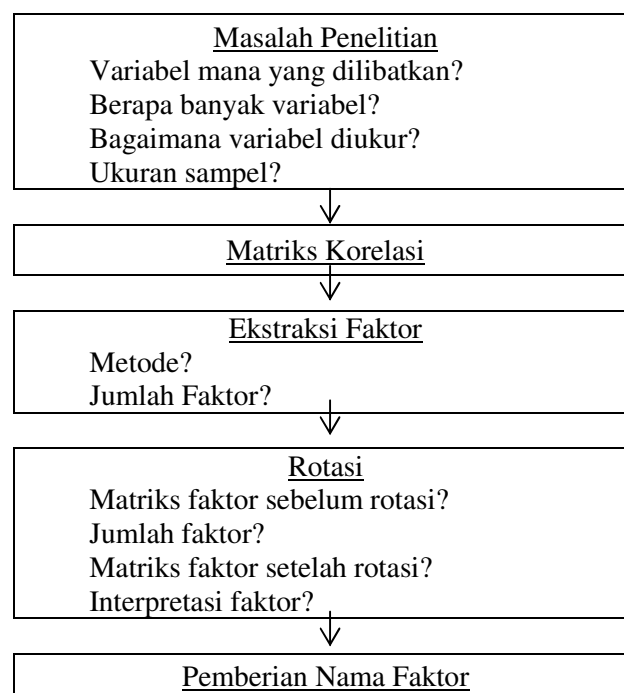 Masalah Penelitian
Variabel mana yang dilibatkan?
Berapa banyak variabel?
Bagaimana variabel diukur?
Ukuran sampel?
Matriks Korelasi
Ekstraksi Faktor
Metode?
Jumlah Faktor?
Rotasi
Matriks faktor sebelum rotasi?
Jumlah faktor?
Matriks faktor setelah rotasi?
Interpretasi faktor?
Pemberian Nama Faktor